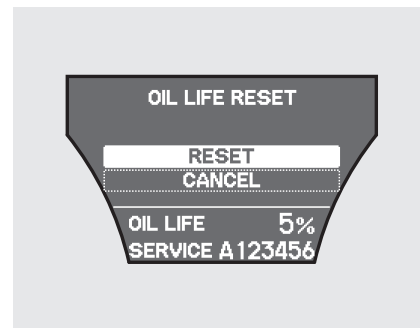 OIL LIFE RESET
RESET
CANCEL
OIL LIFE 5%
SERVICE A123456